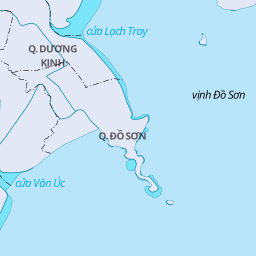 cửa Lạch Tray
Q. DƯƠNG
KINH
vịnh Đồ Sơn
Q. ĐỒ SƠN
cửa Văn Úc